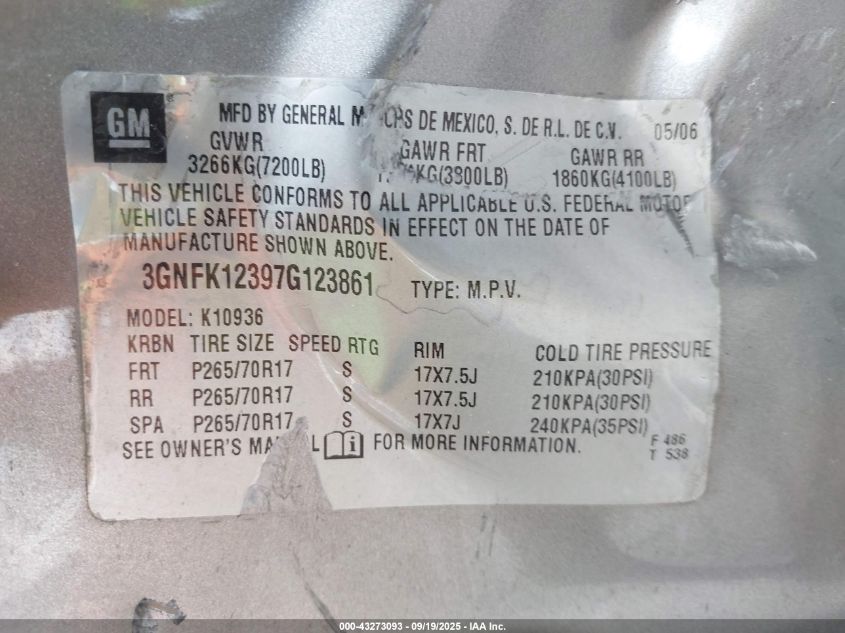 GM
MFD BY GENERAL DE MEXICO, S. DE R.L. DE C.V. 05/06
GVWR GAWR FRT GAWR RR
3266KG(7200LB) 1860KG(4100LB)
THIS VEHICLE CONFORMS TO ALL APPLICABLE U.S. FEDERAL MOTOR
VEHICLE SAFETY STANDARDS IN EFFECT ON THE DATE OF
MANUFACTURE SHOWN ABOVE.
3GNFK12397G123861 TYPE: M.P.V.
MODEL: K10936
KRBN TIRE SIZE SPEED RTG RIM COLD TIRE PRESSURE
FRT P265/70R17 S 17X7.5J 210KPA(30PSI)
RR P265/70R17 S 17X7.5J 210KPA(30PSI)
SPA P265/70R17 S 17X7J 240KPA(35PSI)
SEE OWNER'S FOR MORE INFORMATION.
F 486
T 538
000-43273093 - 09/19/2025 - IAA Inc.